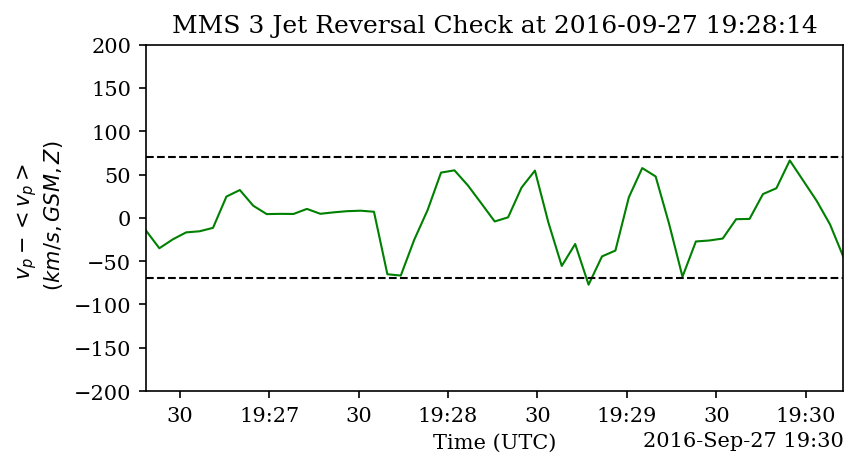 MMS 3 Jet Reversal Check at 2016-09-27 19:28:14
200
150
100
50
0
−50
−100
−150
−200
v_p − < v_p >
(km/s, GSM, Z)
30 19:27 30 19:28 30 19:29 30 19:30
Time (UTC)
2016-Sep-27 19:30